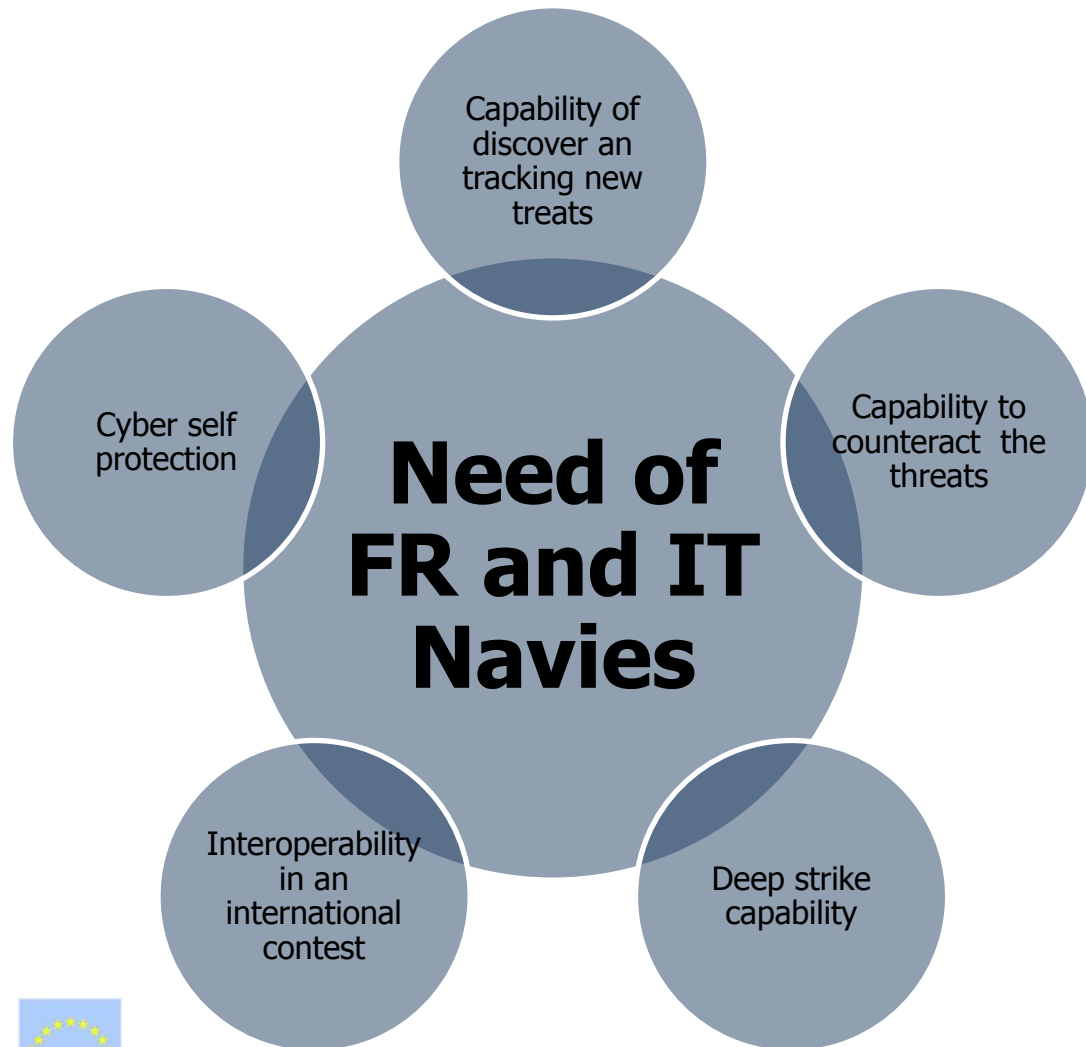 Capability of
discover an
tracking new
treats
Cyber self
protection
Capability to
counteract  the
threats
Need of
FR and IT
Navies
Interoperability
in an
international
contest
Deep strike
capability